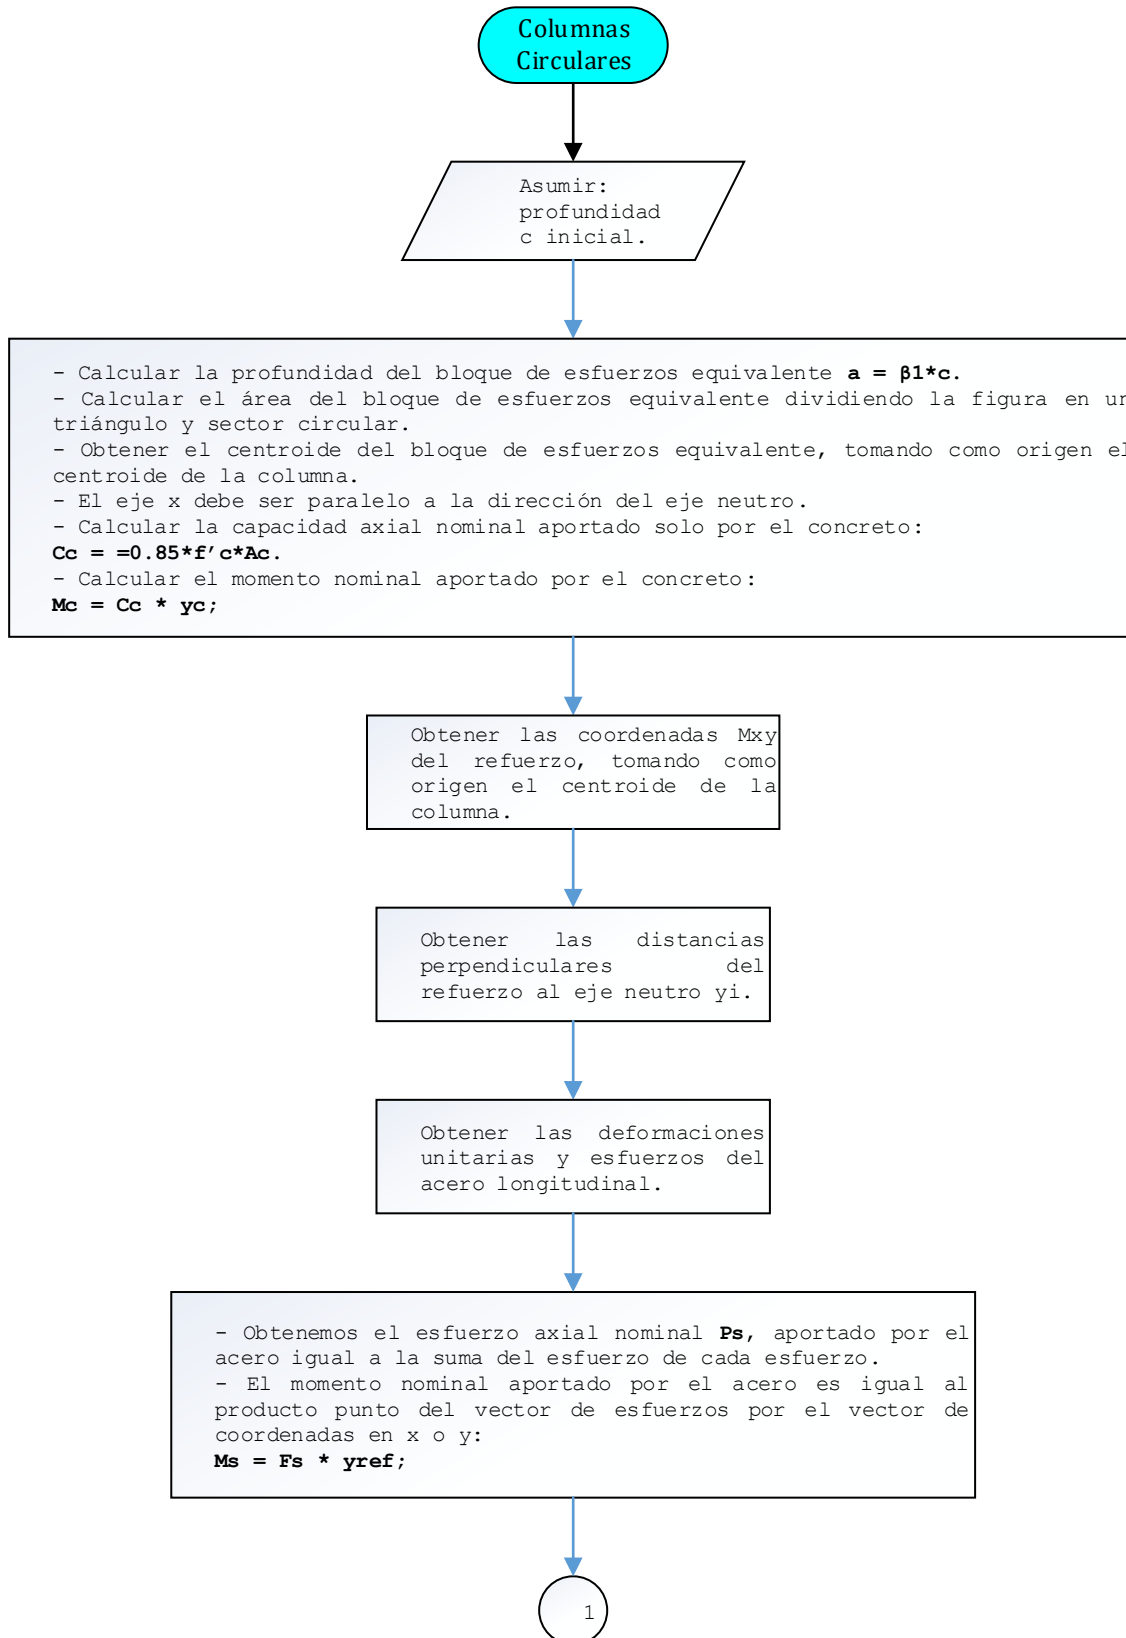 Columnas
Circulares
Asumir:
profundidad
c inicial.
- Calcular la profundidad del bloque de esfuerzos equivalente a = β1*c.
- Calcular el área del bloque de esfuerzos equivalente dividiendo la figura en un
triángulo y sector circular.
- Obtener el centroide del bloque de esfuerzos equivalente, tomando como origen el
centroide de la columna.
- El eje x debe ser paralelo a la dirección del eje neutro.
- Calcular la capacidad axial nominal aportado solo por el concreto:
Cc = =0.85*f’c*Ac.
- Calcular el momento nominal aportado por el concreto:
Mc = Cc * yc;
Obtener las coordenadas Mxy
del refuerzo, tomando como
origen el centroide de la
columna.
Obtener las distancias
perpendiculares del
refuerzo al eje neutro yi.
Obtener las deformaciones
unitarias y esfuerzos del
acero longitudinal.
- Obtenemos el esfuerzo axial nominal Ps, aportado por el
acero igual a la suma del esfuerzo de cada esfuerzo.
- El momento nominal aportado por el acero es igual al
producto punto del vector de esfuerzos por el vector de
coordenadas en x o y:
Ms = Fs * yref;
1